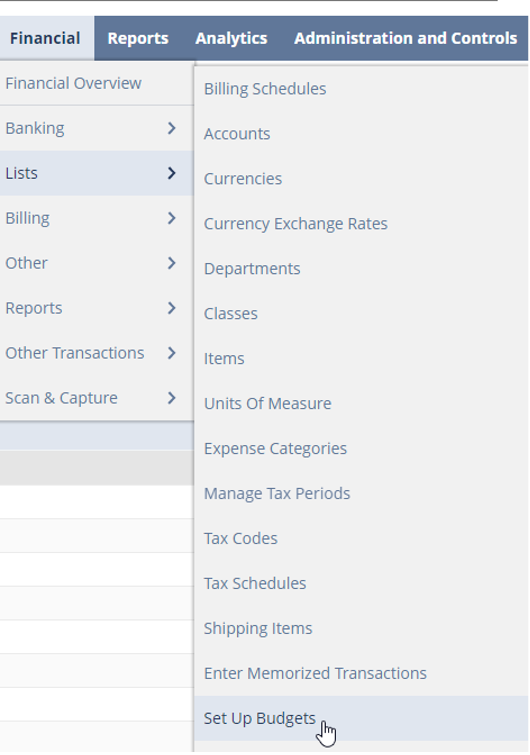 Financial Reports Analytics Administration and Controls
Financial Overview
Banking
Lists
Billing
Other
Reports
Other Transactions
Scan & Capture
Billing Schedules
Accounts
Currencies
Currency Exchange Rates
Departments
Classes
Items
Units Of Measure
Expense Categories
Manage Tax Periods
Tax Codes
Tax Schedules
Shipping Items
Enter Memorized Transactions
Set Up Budgets